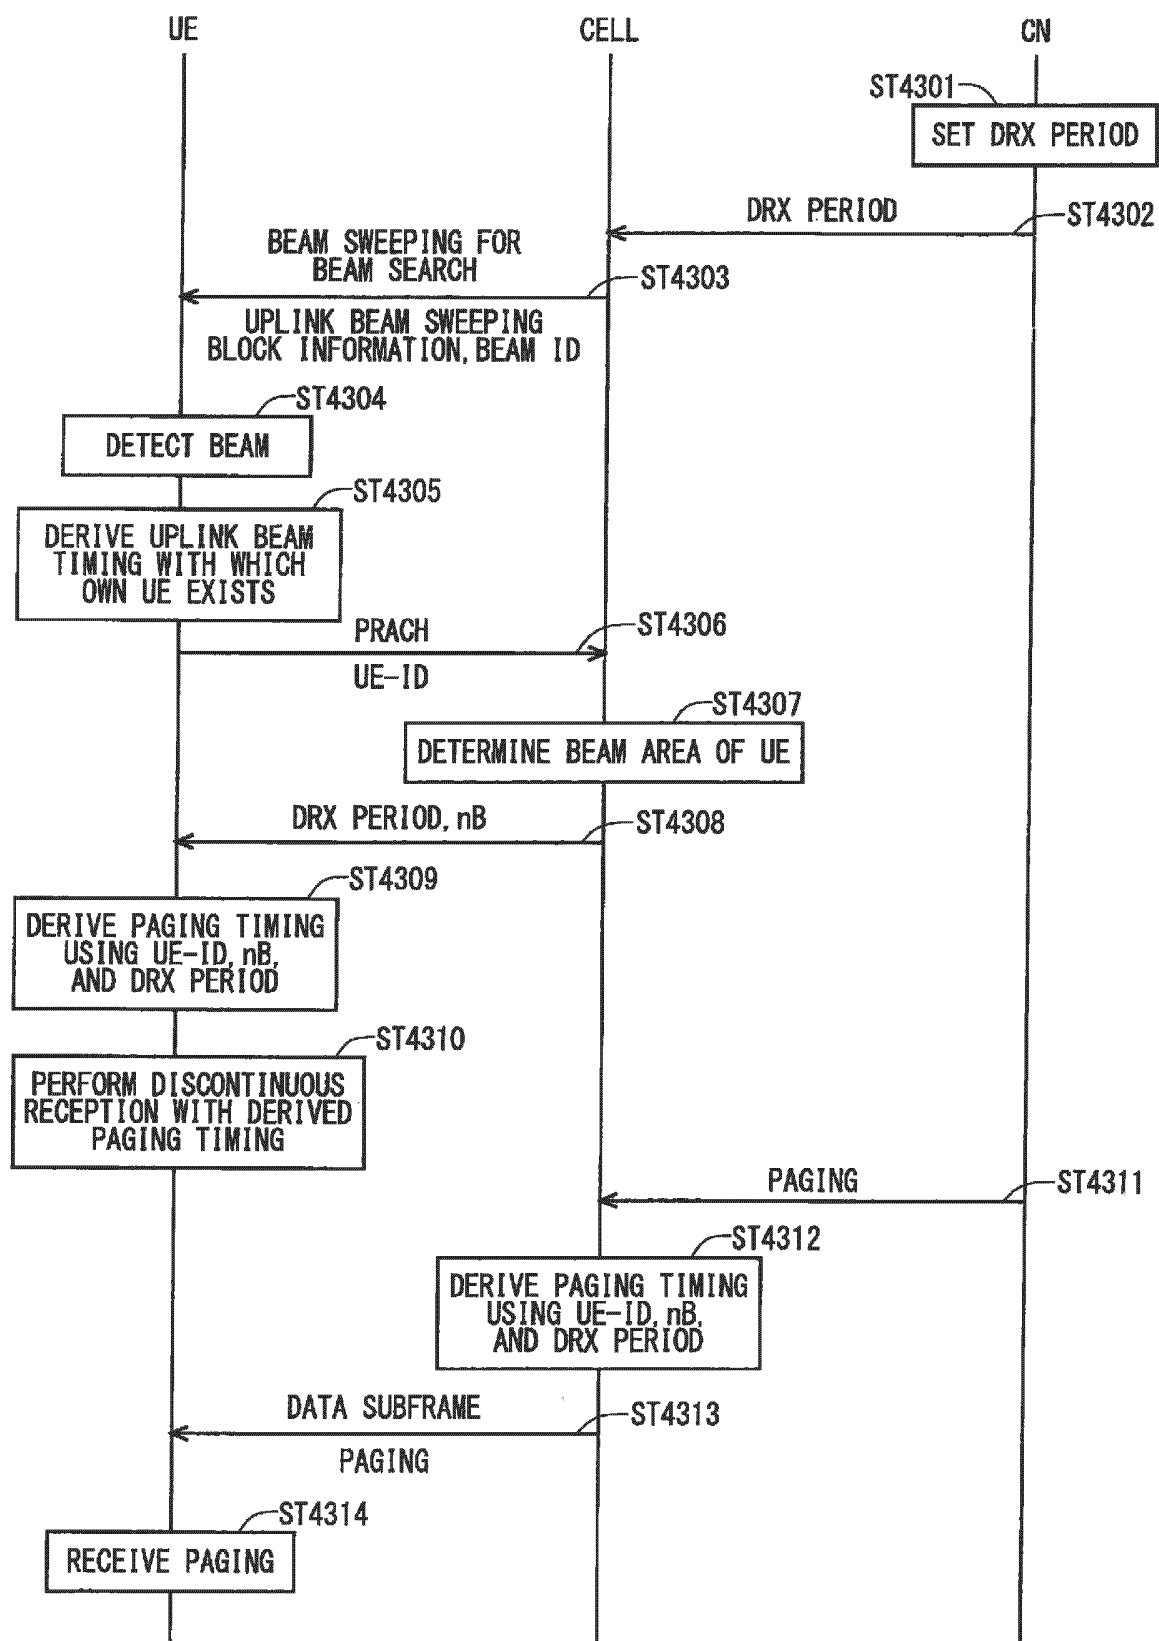 UE
CELL
CN
ST4301
SET DRX PERIOD
DRX PERIOD
ST4302
BEAM SWEEPING FOR
BEAM SEARCH
ST4303
UPLINK BEAM SWEEPING
BLOCK INFORMATION, BEAM ID
ST4304
DETECT BEAM
ST4305
DERIVE UPLINK BEAM
TIMING WITH WHICH
OWN UE EXISTS
PRACH
ST4306
UE-ID
ST4307
DETERMINE BEAM AREA OF UE
DRX PERIOD, nB
ST4308
ST4309
DERIVE PAGING TIMING
USING UE-ID, nB,
AND DRX PERIOD
ST4310
PERFORM DISCONTINUOUS
RECEPTION WITH DERIVED
PAGING TIMING
PAGING
ST4311
ST4312
DERIVE PAGING TIMING
USING UE-ID, nB,
AND DRX PERIOD
DATA SUBFRAME
ST4313
PAGING
ST4314
RECEIVE PAGING